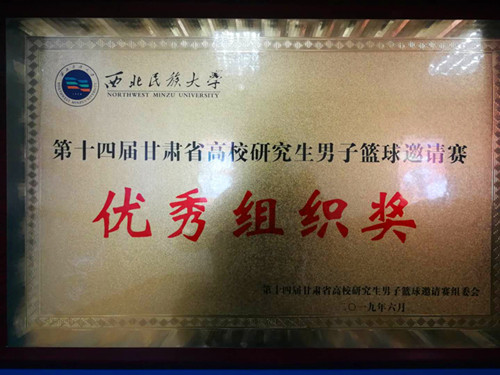 西北民族大学
NORTHWEST MINZU UNIVERSITY
第十四届甘肃省高校研究生男子篮球邀请赛
优秀组织奖
第十四届甘肃省高校研究生男子篮球邀请赛组委会
二〇一九年六月